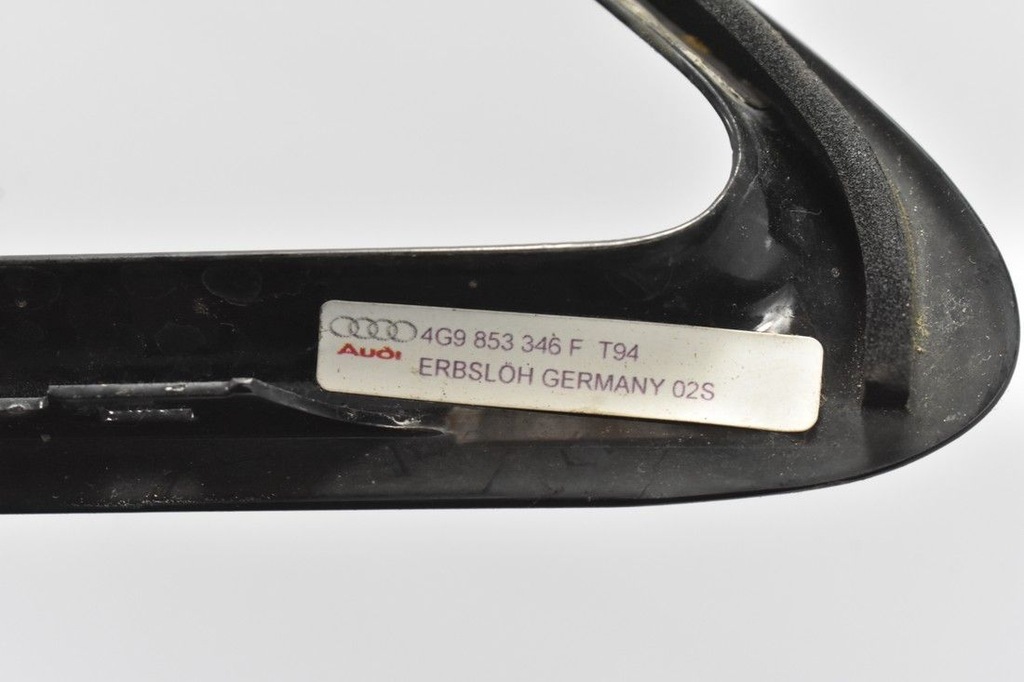 4G9 853 346 F T94
Audi
ERBSLÖH GERMANY 02S